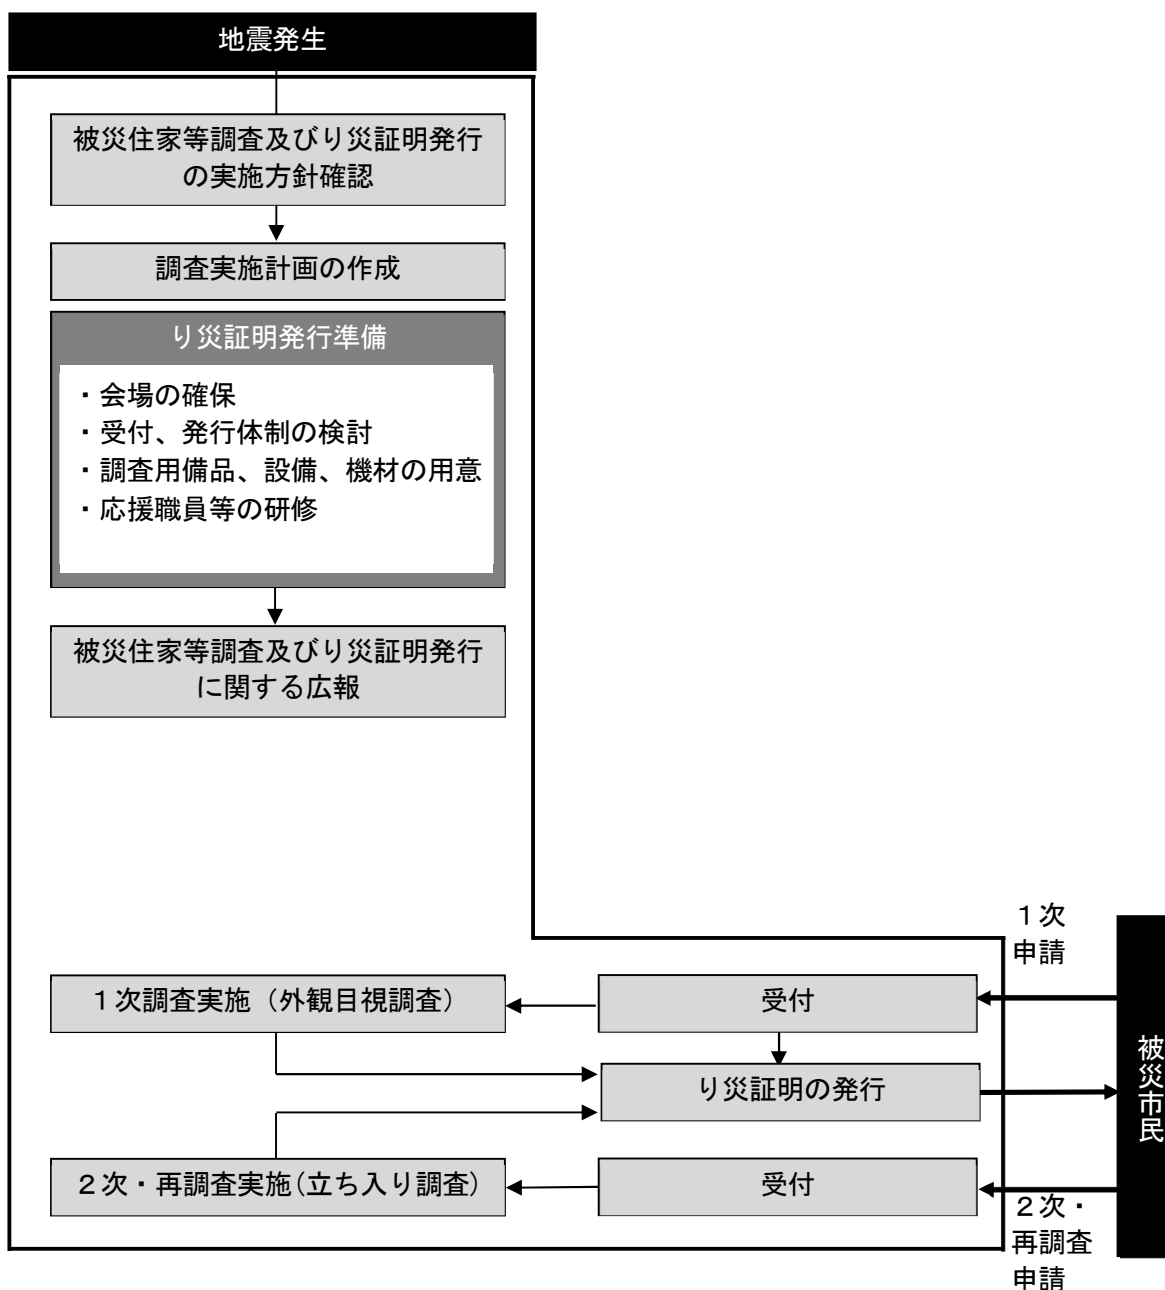 地震発生
被災住家等調査及びり災証明発行
の実施方針確認
調査実施計画の作成
り災証明発行準備
・会場の確保
・受付、発行体制の検討
・調査用備品、設備、機材の用意
・応援職員等の研修
被災住家等調査及びり災証明発行
に関する広報
１次
申請
１次調査実施（外観目視調査）
受付
り災証明の発行
被災市民
２次・再調査実施(立ち入り調査)
受付
２次・
再調査
申請